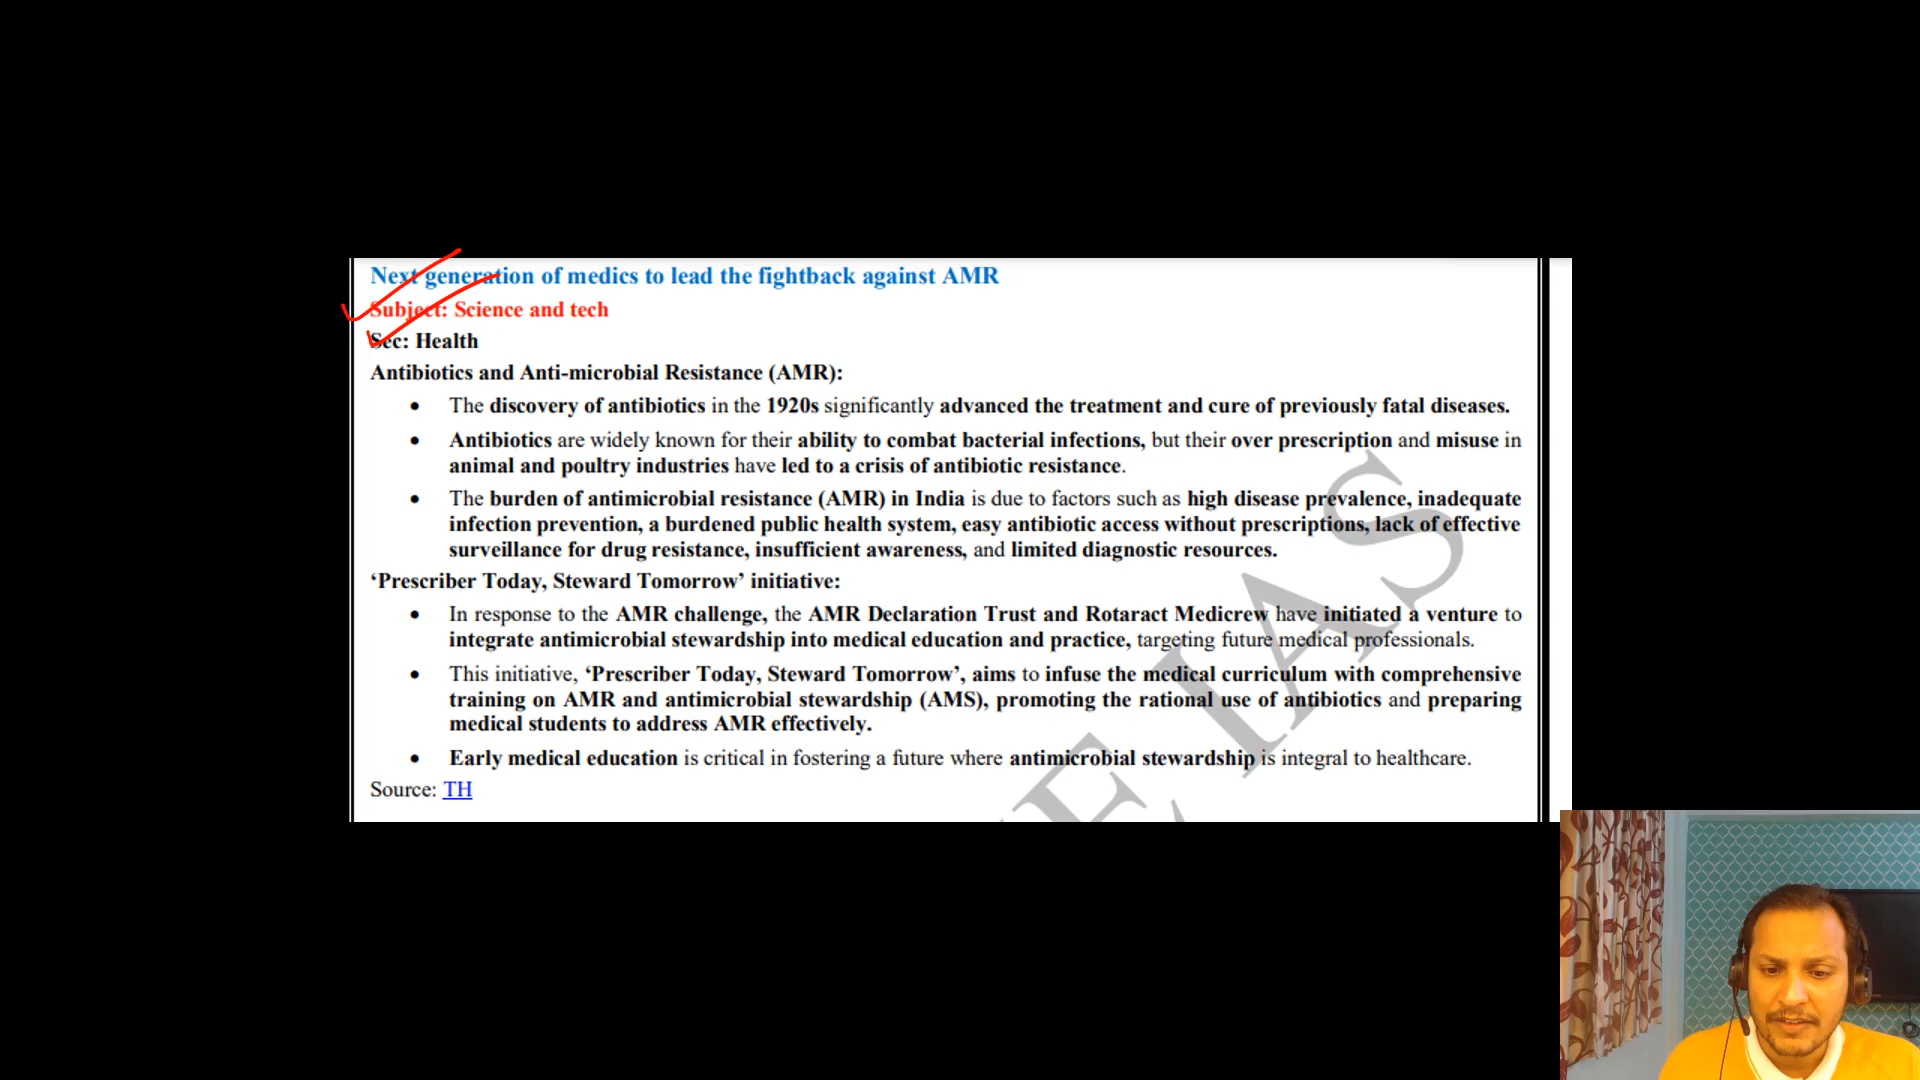 Next generation of medics to lead the fightback against AMR
Subject: Science and tech
Sec: Health
Antibiotics and Anti-microbial Resistance (AMR):
• The discovery of antibiotics in the 1920s significantly advanced the treatment and cure of previously fatal diseases.
• Antibiotics are widely known for their ability to combat bacterial infections, but their over prescription and misuse in
animal and poultry industries have led to a crisis of antibiotic resistance.
• The burden of antimicrobial resistance (AMR) in India is due to factors such as high disease prevalence, inadequate
infection prevention, a burdened public health system, easy antibiotic access without prescriptions, lack of effective
surveillance for drug resistance, insufficient awareness, and limited diagnostic resources.
‘Prescriber Today, Steward Tomorrow’ initiative:
• In response to the AMR challenge, the AMR Declaration Trust and Rotaract Medicrew have initiated a venture to
integrate antimicrobial stewardship into medical education and practice, targeting future medical professionals.
• This initiative, ‘Prescriber Today, Steward Tomorrow’, aims to infuse the medical curriculum with comprehensive
training on AMR and antimicrobial stewardship (AMS), promoting the rational use of antibiotics and preparing
medical students to address AMR effectively.
• Early medical education is critical in fostering a future where antimicrobial stewardship is integral to healthcare.
Source: TH
E IAS